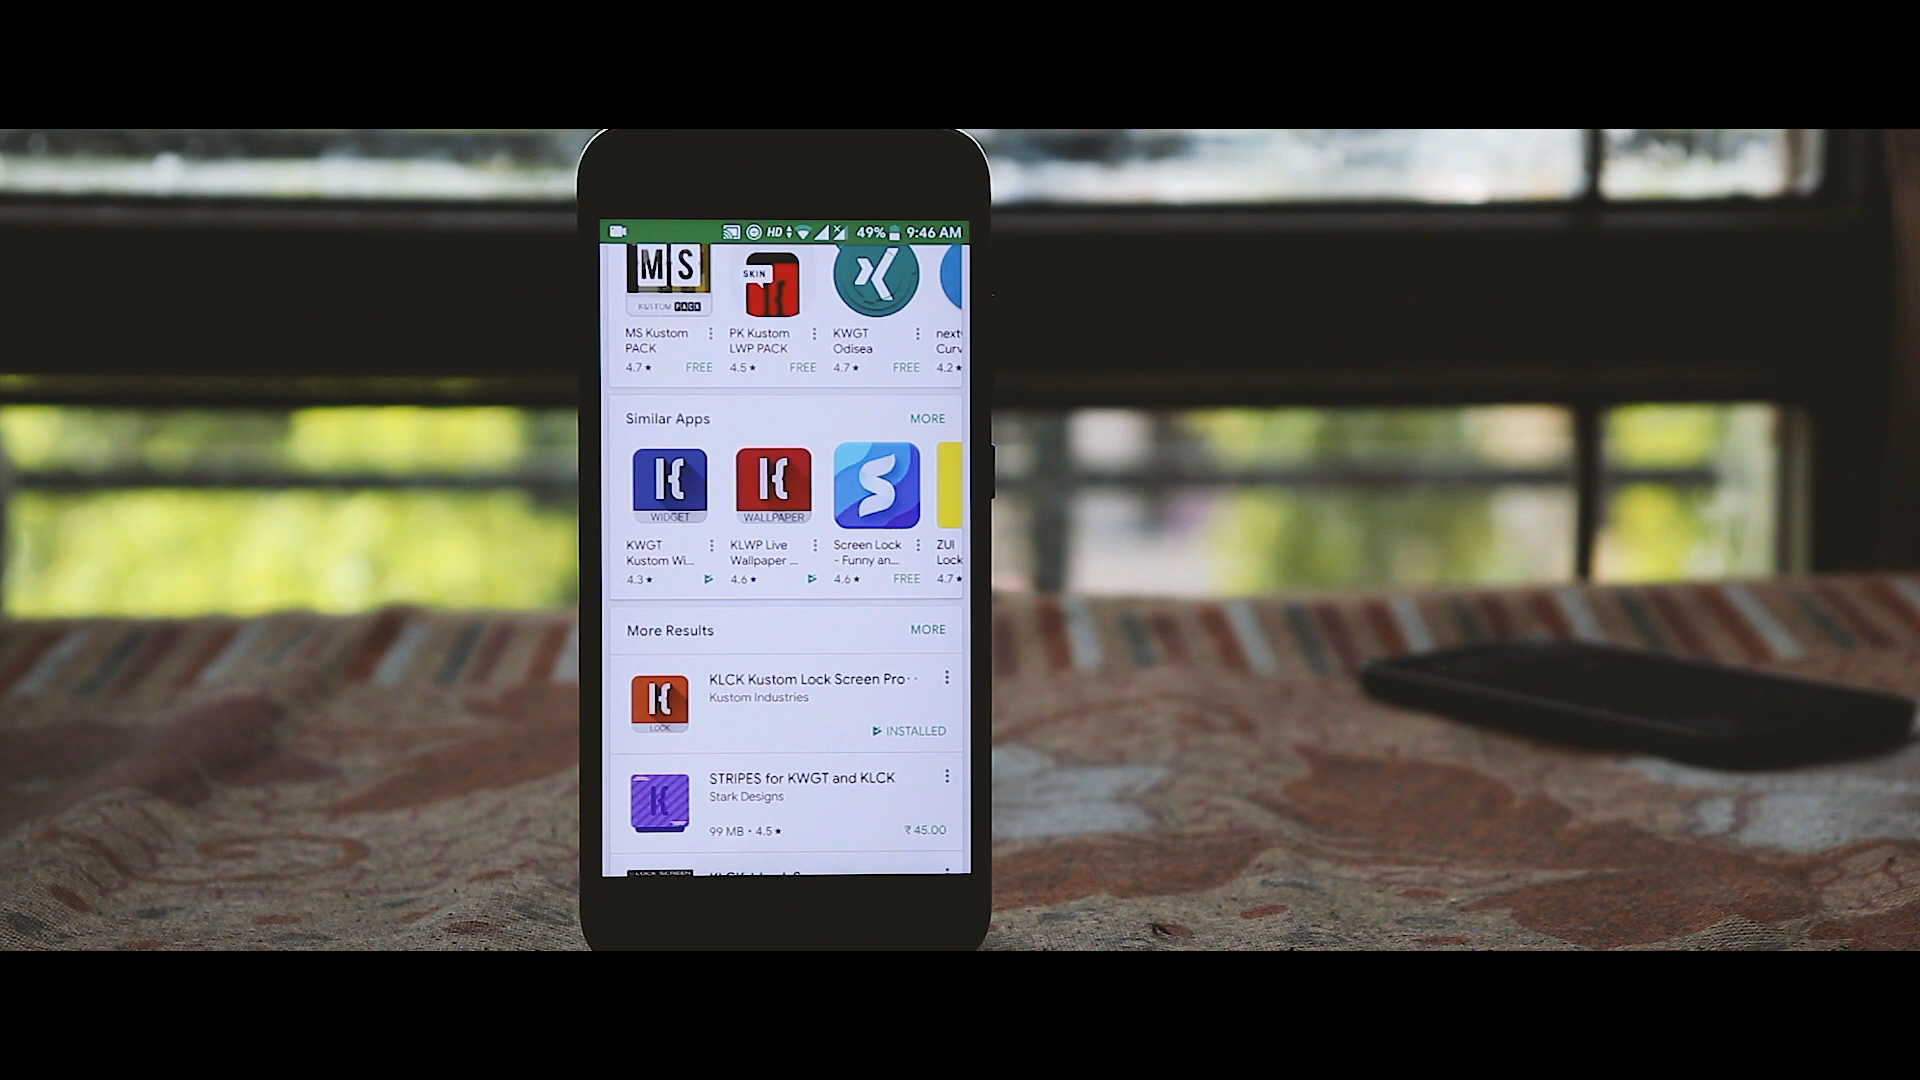 HD 49% 9:46 AM
MS
KUSTOM PACK
SKIN
MS Kustom PACK
4.7★ FREE
PK Kustom LWP PACK
4.5★ FREE
KWGT Odisea
4.7★ FREE
next
Curv
4.2★
Similar Apps MORE
WIDGET
WALLPAPER
KWGT Kustom Wi...
4.3★
KLWP Live Wallpaper ...
4.6★
Screen Lock - Funny an...
4.6★ FREE
ZUI
Lock
4.7★
More Results MORE
LOCK
KLCK Kustom Lock Screen Pro
Kustom Industries
INSTALLED
STRIPES for KWGT and KLCK
Stark Designs
99 MB • 4.5★ ₹ 45.00
LOCK SCREEN